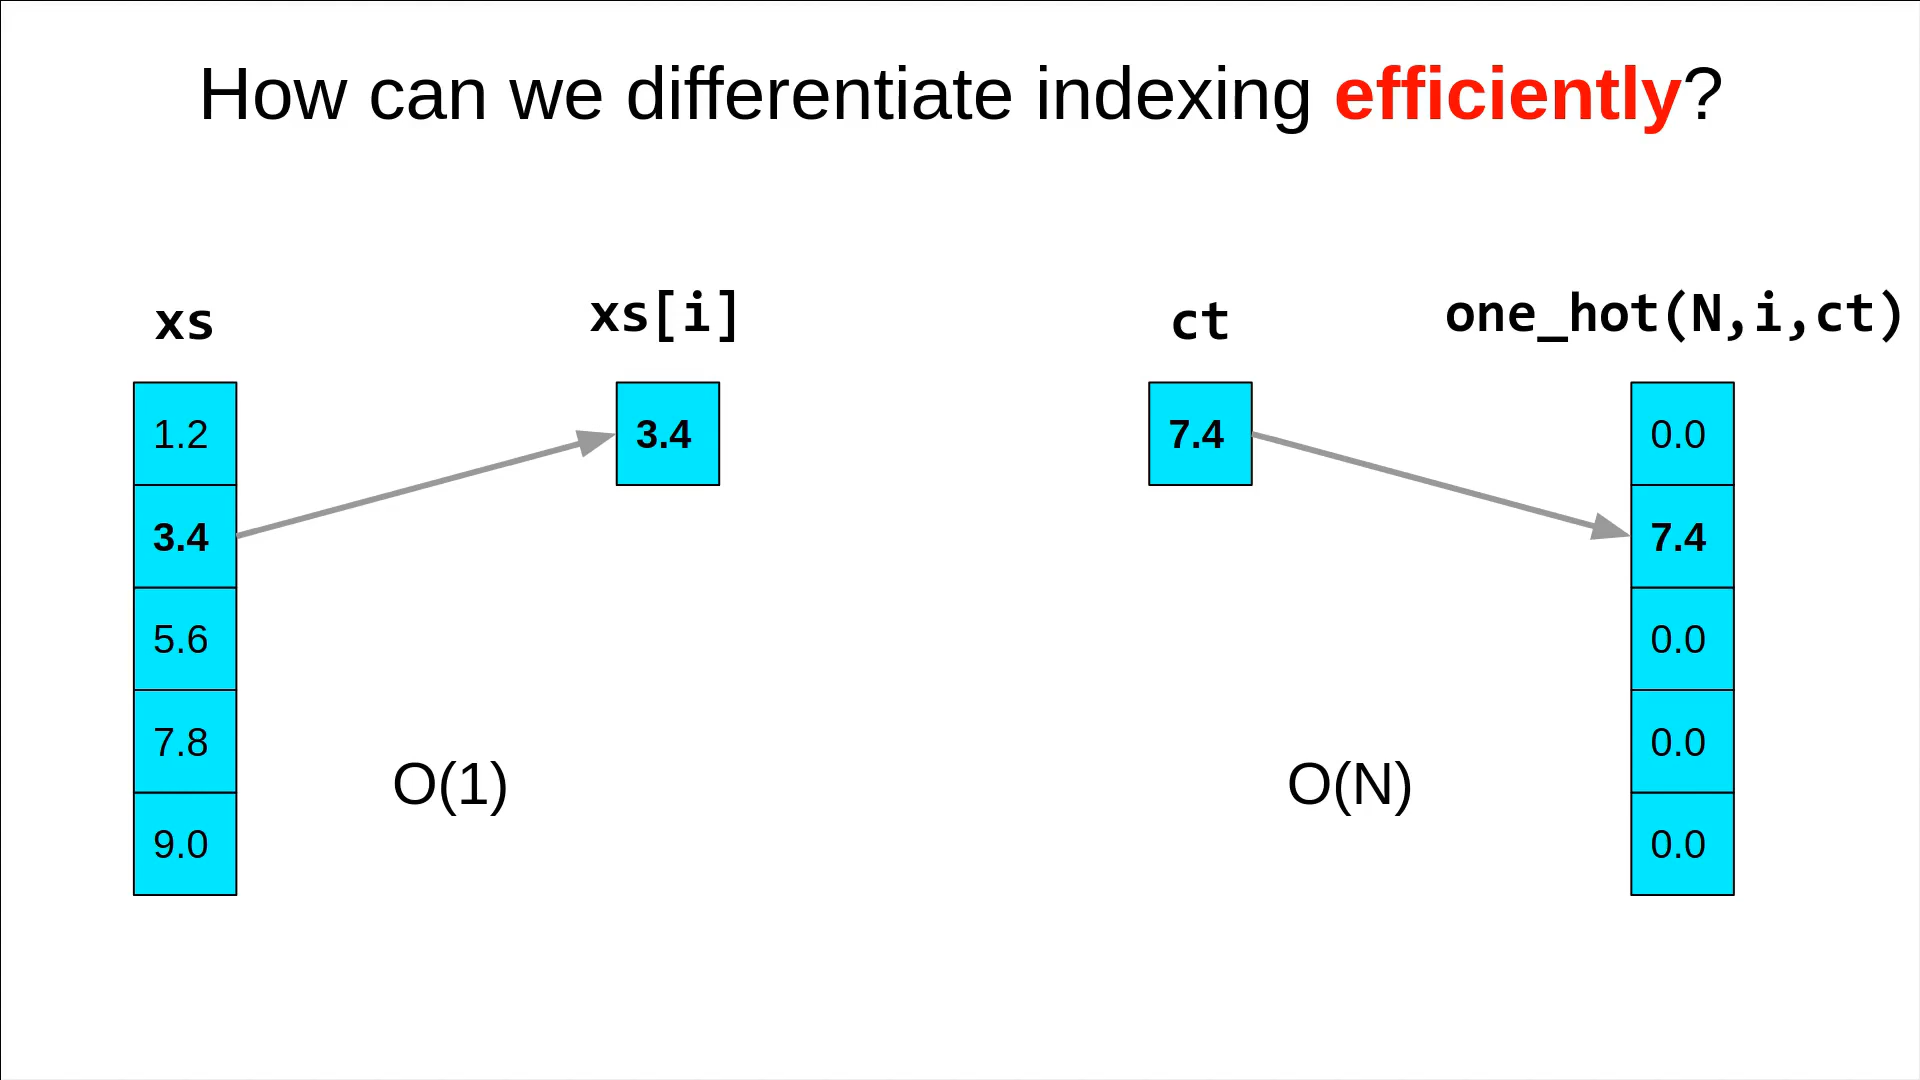 How can we differentiate indexing efficiently?
xs
xs[i]
ct
one_hot(N,i,ct)
1.2
3.4
5.6
7.8
9.0
3.4
7.4
0.0
7.4
0.0
0.0
0.0
O(1)
O(N)